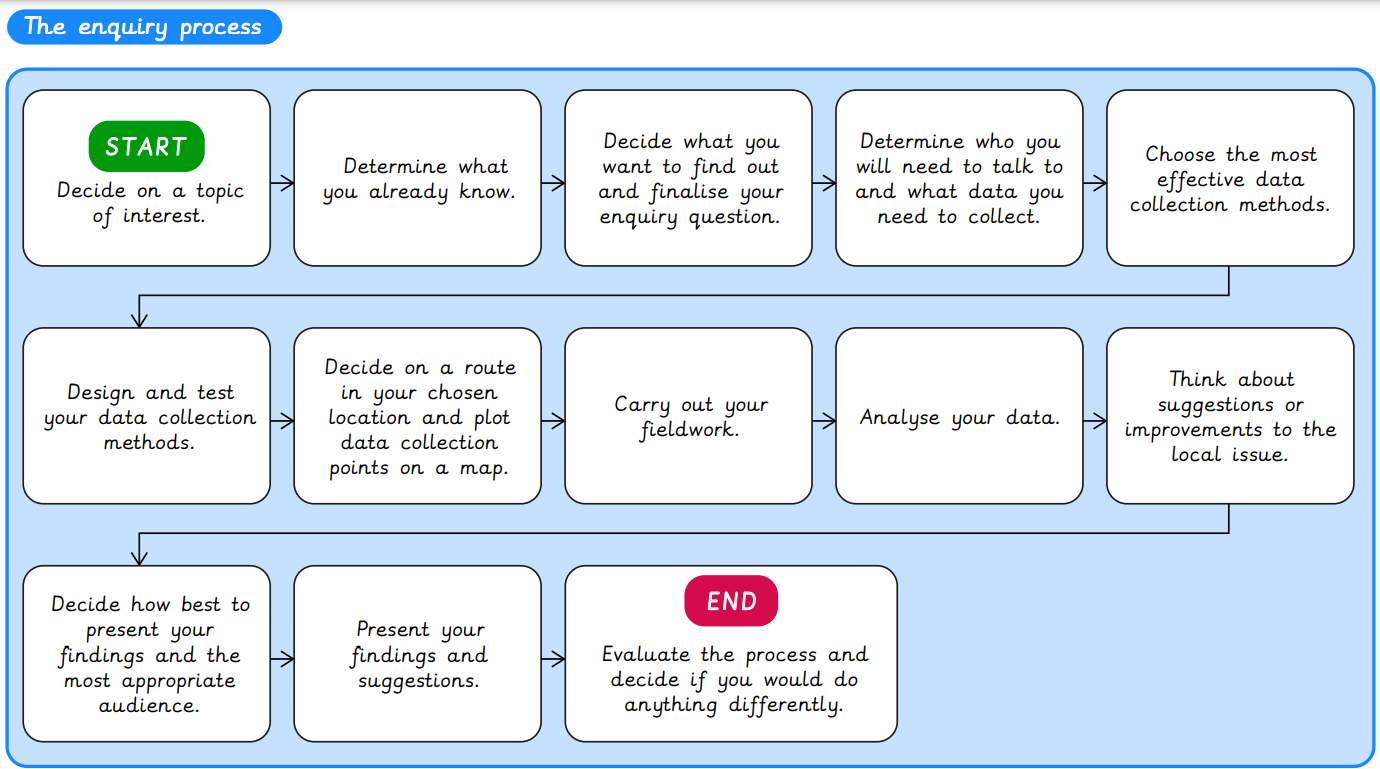 The enquiry process
START
Decide on a topic
of interest.
Determine what
you already know.
Decide what you
want to find out
and finalise your
enquiry question.
Determine who you
will need to talk to
and what data you
need to collect.
Choose the most
effective data
collection methods.
Design and test
your data collection
methods.
Decide on a route
in your chosen
location and plot
data collection
points on a map.
Carry out your
fieldwork.
Analyse your data.
Think about
suggestions or
improvements to the
local issue.
Decide how best to
present your
findings and the
most appropriate
audience.
Present your
findings and
suggestions.
END
Evaluate the process and
decide if you would do
anything differently.